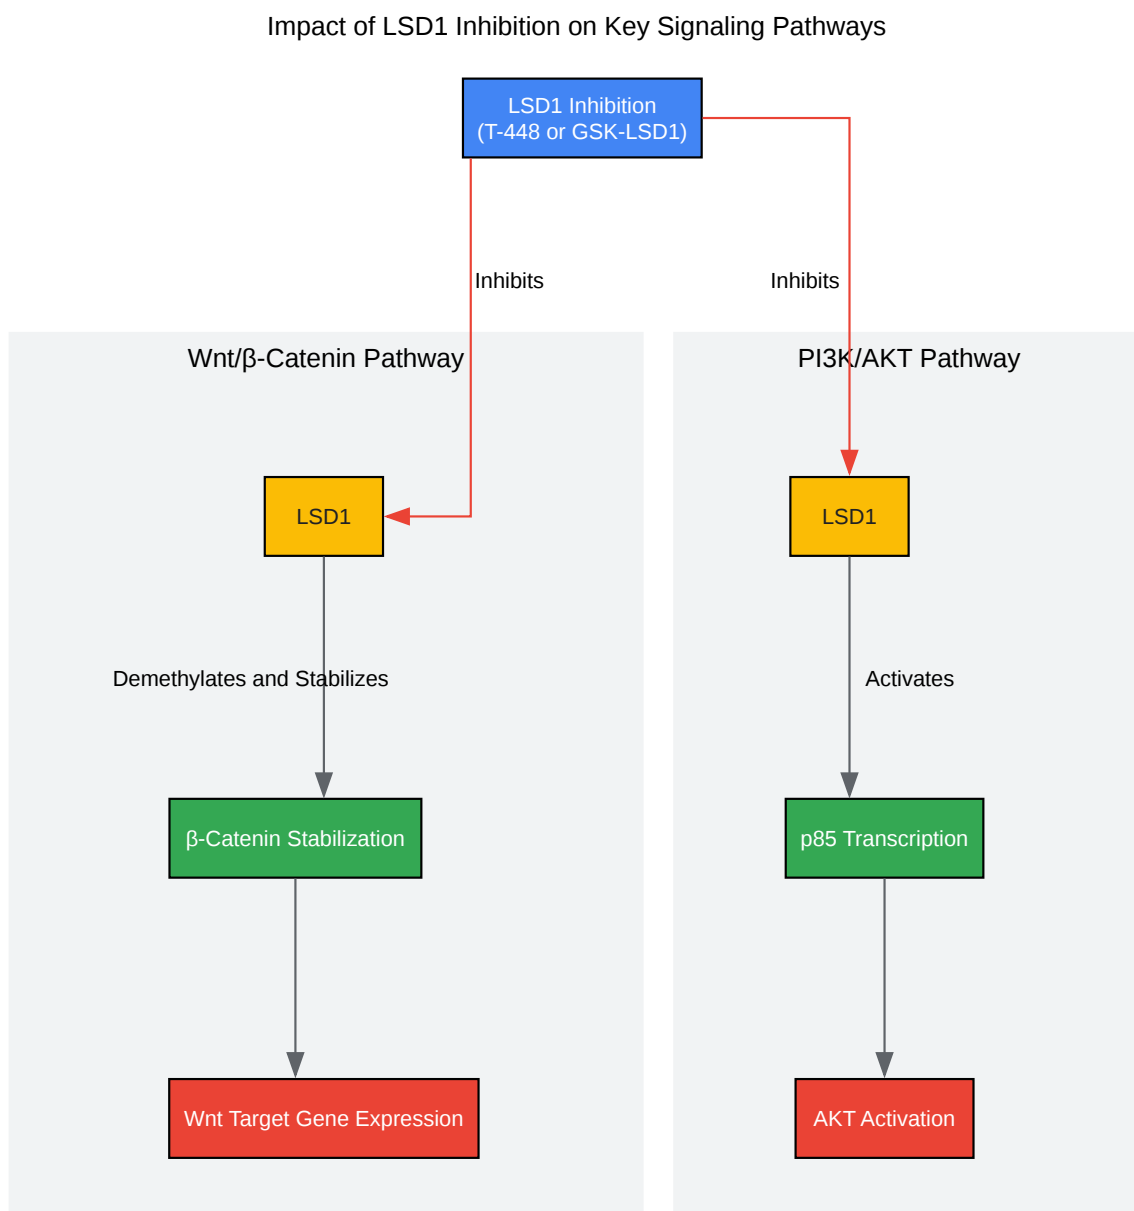 Impact of LSD1 Inhibition on Key Signaling Pathways
LSD1 Inhibition
(T-448 or GSK-LSD1)
Inhibits
Inhibits
Wnt/β-Catenin Pathway
PI3K/AKT Pathway
LSD1
LSD1
Demethylates and Stabilizes
Activates
β-Catenin Stabilization
p85 Transcription
Wnt Target Gene Expression
AKT Activation